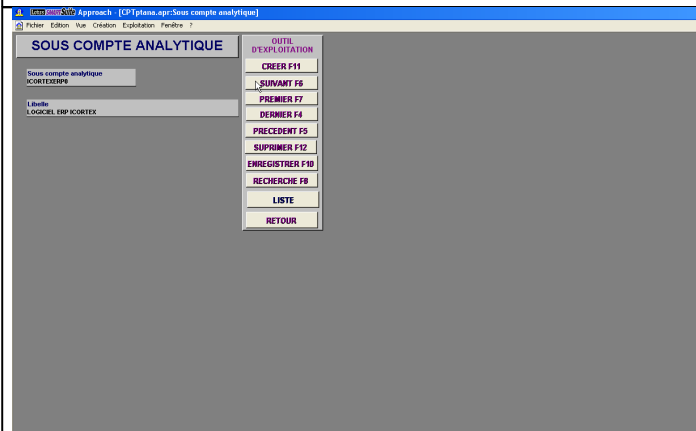 Lotus SMARTSuite Approach - [CPTptana.apr:Sous compte analytique]
Fichier Edition Vue Création Exploitation Fenêtre ?
SOUS COMPTE ANALYTIQUE
Sous compte analytique
ICORTEXERP0
Libelle
LOGICIEL ERP ICORTEX
OUTIL
D'EXPLOITATION
CREER F11
SUIVANT F6
PREMIER F7
DERNIER F4
PRECEDENT F5
SUPRIMER F12
ENREGISTRER F10
RECHERCHE F8
LISTE
RETOUR